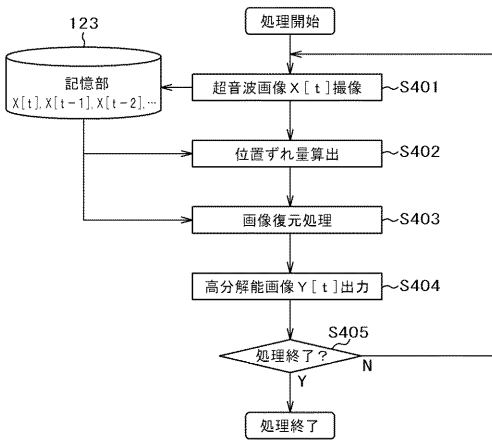 処理開始
123
記憶部
X[t],X[t-1],X[t-2],…
超音波画像X[t]撮像
S401
位置ずれ量算出
S402
画像復元処理
S403
高分解能画像Y[t]出力
S404
S405
処理終了?
N
Y
処理終了